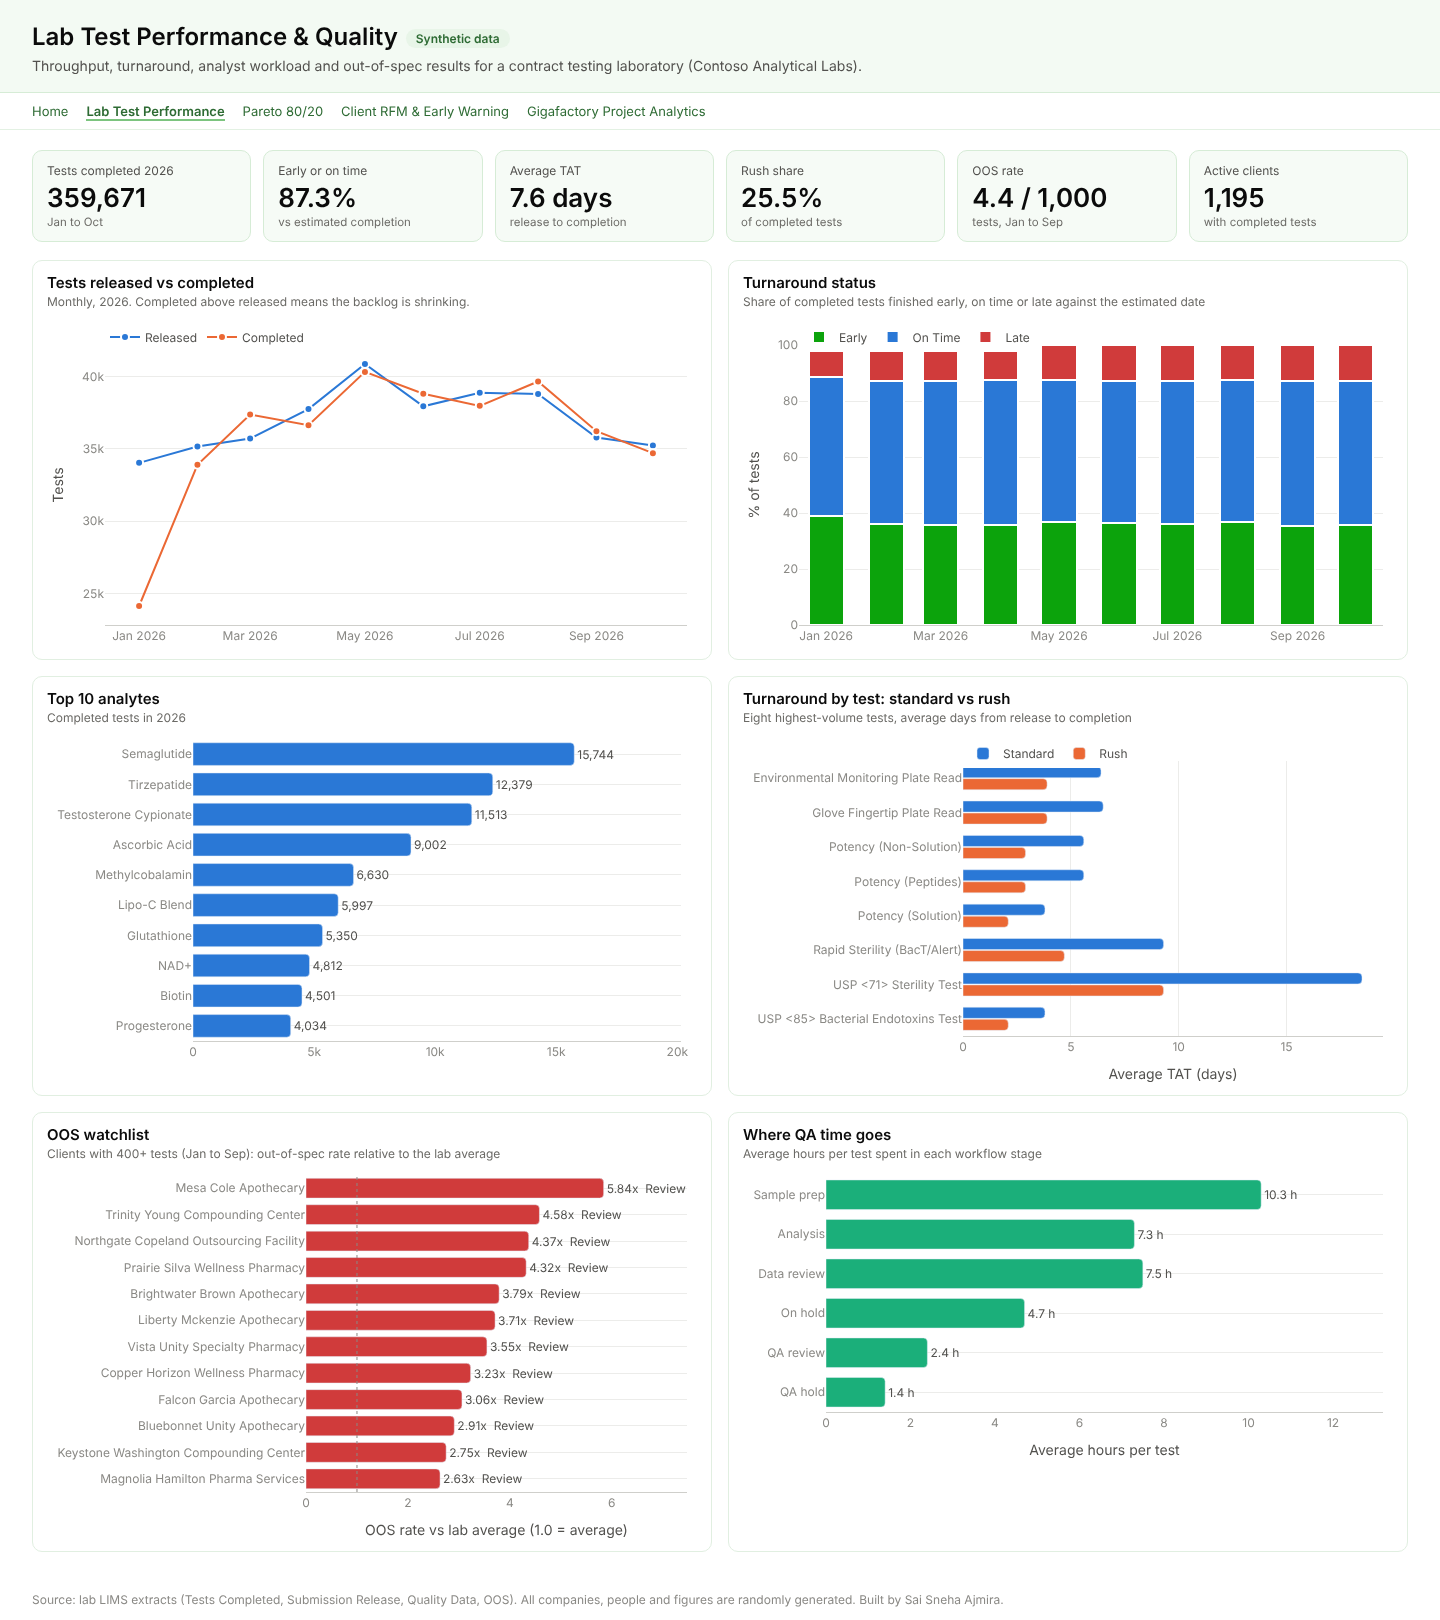 Lab Test Performance & Quality Synthetic data
Throughput, turnaround, analyst workload and out-of-spec results for a contract testing laboratory (Contoso Analytical Labs).
Home Lab Test Performance Pareto 80/20 Client RFM & Early Warning Gigafactory Project Analytics
Tests completed 2026
359,671
Jan to Oct
Early or on time
87.3%
vs estimated completion
Average TAT
7.6 days
release to completion
Rush share
25.5%
of completed tests
OOS rate
4.4 / 1,000
tests, Jan to Sep
Active clients
1,195
with completed tests
Tests released vs completed
Monthly, 2026. Completed above released means the backlog is shrinking.
Released Completed
40k
35k
30k
25k
Tests
Jan 2026 Mar 2026 May 2026 Jul 2026 Sep 2026
Turnaround status
Share of completed tests finished early, on time or late against the estimated date
Early On Time Late
100
80
60
40
20
0
% of tests
Jan 2026 Mar 2026 May 2026 Jul 2026 Sep 2026
Top 10 analytes
Completed tests in 2026
Semaglutide 15,744
Tirzepatide 12,379
Testosterone Cypionate 11,513
Ascorbic Acid 9,002
Methylcobalamin 6,630
Lipo-C Blend 5,997
Glutathione 5,350
NAD+ 4,812
Biotin 4,501
Progesterone 4,034
0 5k 10k 15k 20k
Turnaround by test: standard vs rush
Eight highest-volume tests, average days from release to completion
Standard Rush
Environmental Monitoring Plate Read
Glove Fingertip Plate Read
Potency (Non-Solution)
Potency (Peptides)
Potency (Solution)
Rapid Sterility (BacT/Alert)
USP <71> Sterility Test
USP <85> Bacterial Endotoxins Test
0 5 10 15
Average TAT (days)
OOS watchlist
Clients with 400+ tests (Jan to Sep): out-of-spec rate relative to the lab average
Mesa Cole Apothecary 5.84x Review
Trinity Young Compounding Center 4.58x Review
Northgate Copeland Outsourcing Facility 4.37x Review
Prairie Silva Wellness Pharmacy 4.32x Review
Brightwater Brown Apothecary 3.79x Review
Liberty Mckenzie Apothecary 3.71x Review
Vista Unity Specialty Pharmacy 3.55x Review
Copper Horizon Wellness Pharmacy 3.23x Review
Falcon Garcia Apothecary 3.06x Review
Bluebonnet Unity Apothecary 2.91x Review
Keystone Washington Compounding Center 2.75x Review
Magnolia Hamilton Pharma Services 2.63x Review
0 2 4 6
OOS rate vs lab average (1.0 = average)
Where QA time goes
Average hours per test spent in each workflow stage
Sample prep 10.3 h
Analysis 7.3 h
Data review 7.5 h
On hold 4.7 h
QA review 2.4 h
QA hold 1.4 h
0 2 4 6 8 10 12
Average hours per test
Source: lab LIMS extracts (Tests Completed, Submission Release, Quality Data, OOS). All companies, people and figures are randomly generated. Built by Sai Sneha Ajmira.